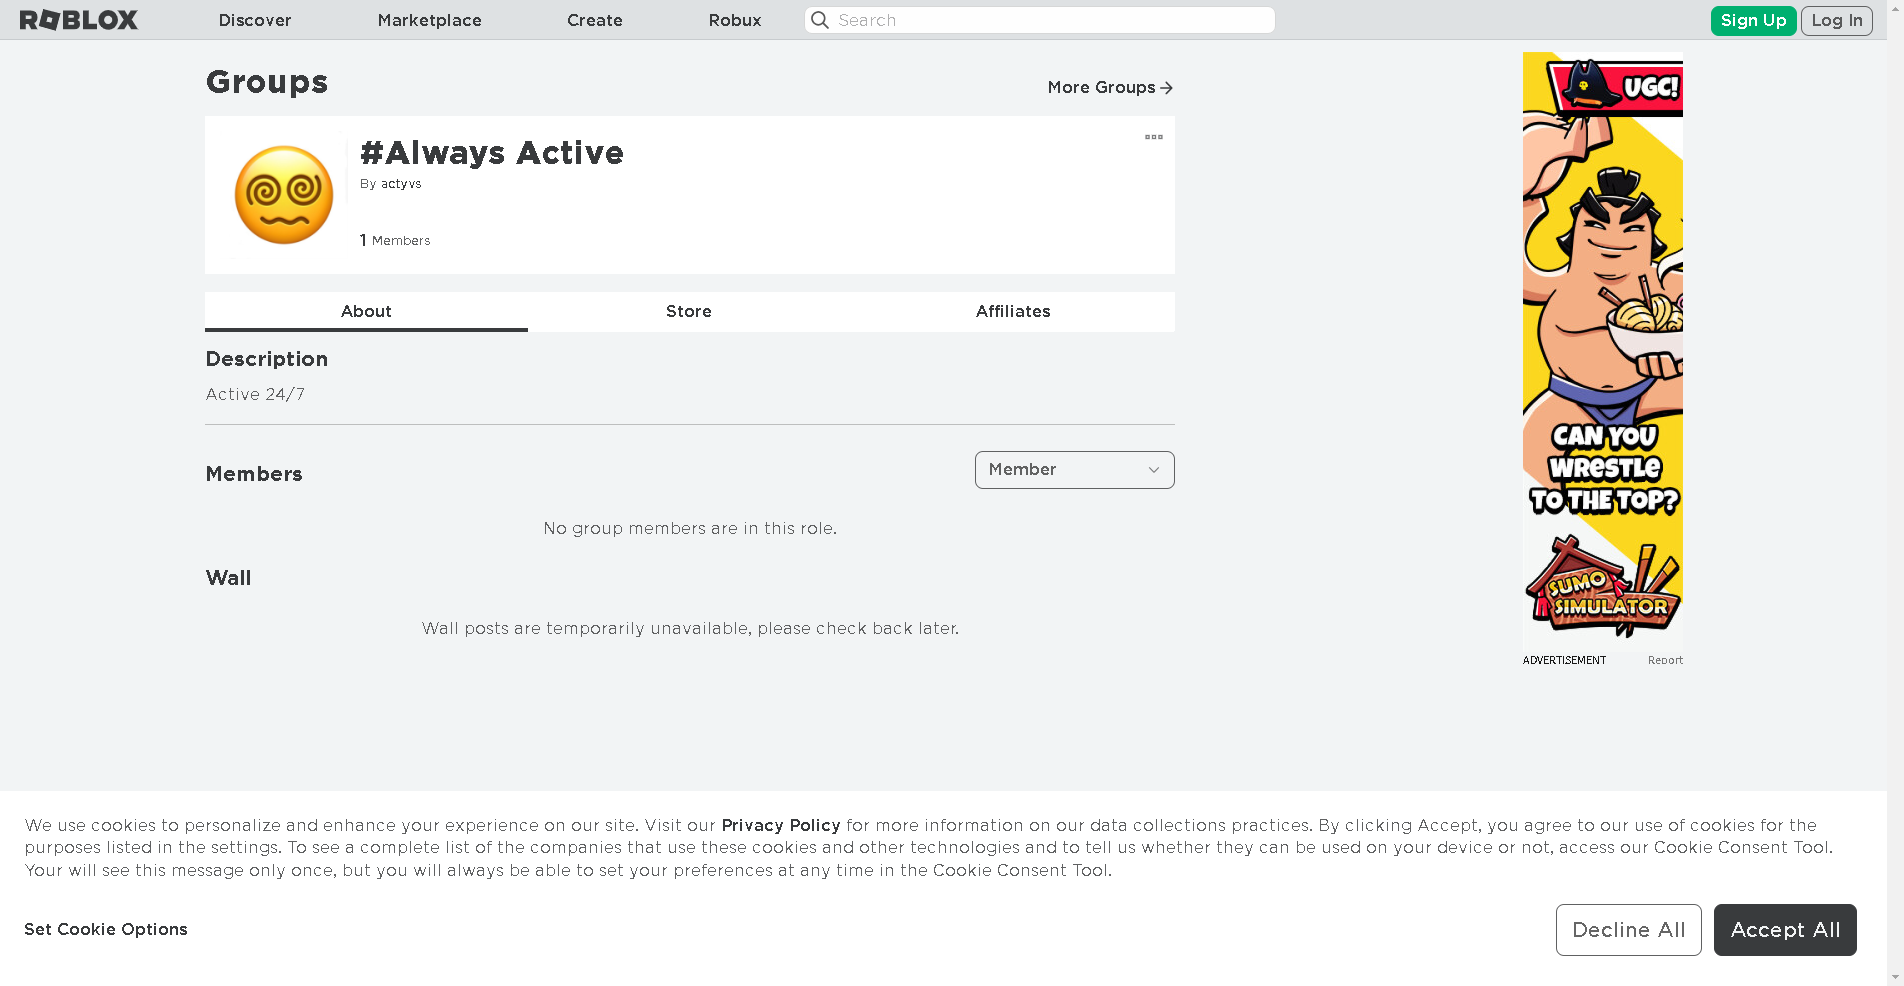 ROBLOX Discover Marketplace Create Robux Search Sign Up Log In
Groups
More Groups
#Always Active
By actyvs
1 Members
About Store Affiliates
Description
Active 24/7
Members
Member
No group members are in this role.
Wall
Wall posts are temporarily unavailable, please check back later.
UGC!
CAN YOU
WRESTLE
TO THE TOP?
SUMO
SIMULATOR
ADVERTISEMENT Report
We use cookies to personalize and enhance your experience on our site. Visit our Privacy Policy for more information on our data collections practices. By clicking Accept, you agree to our use of cookies for the
purposes listed in the settings. To see a complete list of the companies that use these cookies and other technologies and to tell us whether they can be used on your device or not, access our Cookie Consent Tool.
Your will see this message only once, but you will always be able to set your preferences at any time in the Cookie Consent Tool.
Set Cookie Options
Decline All
Accept All